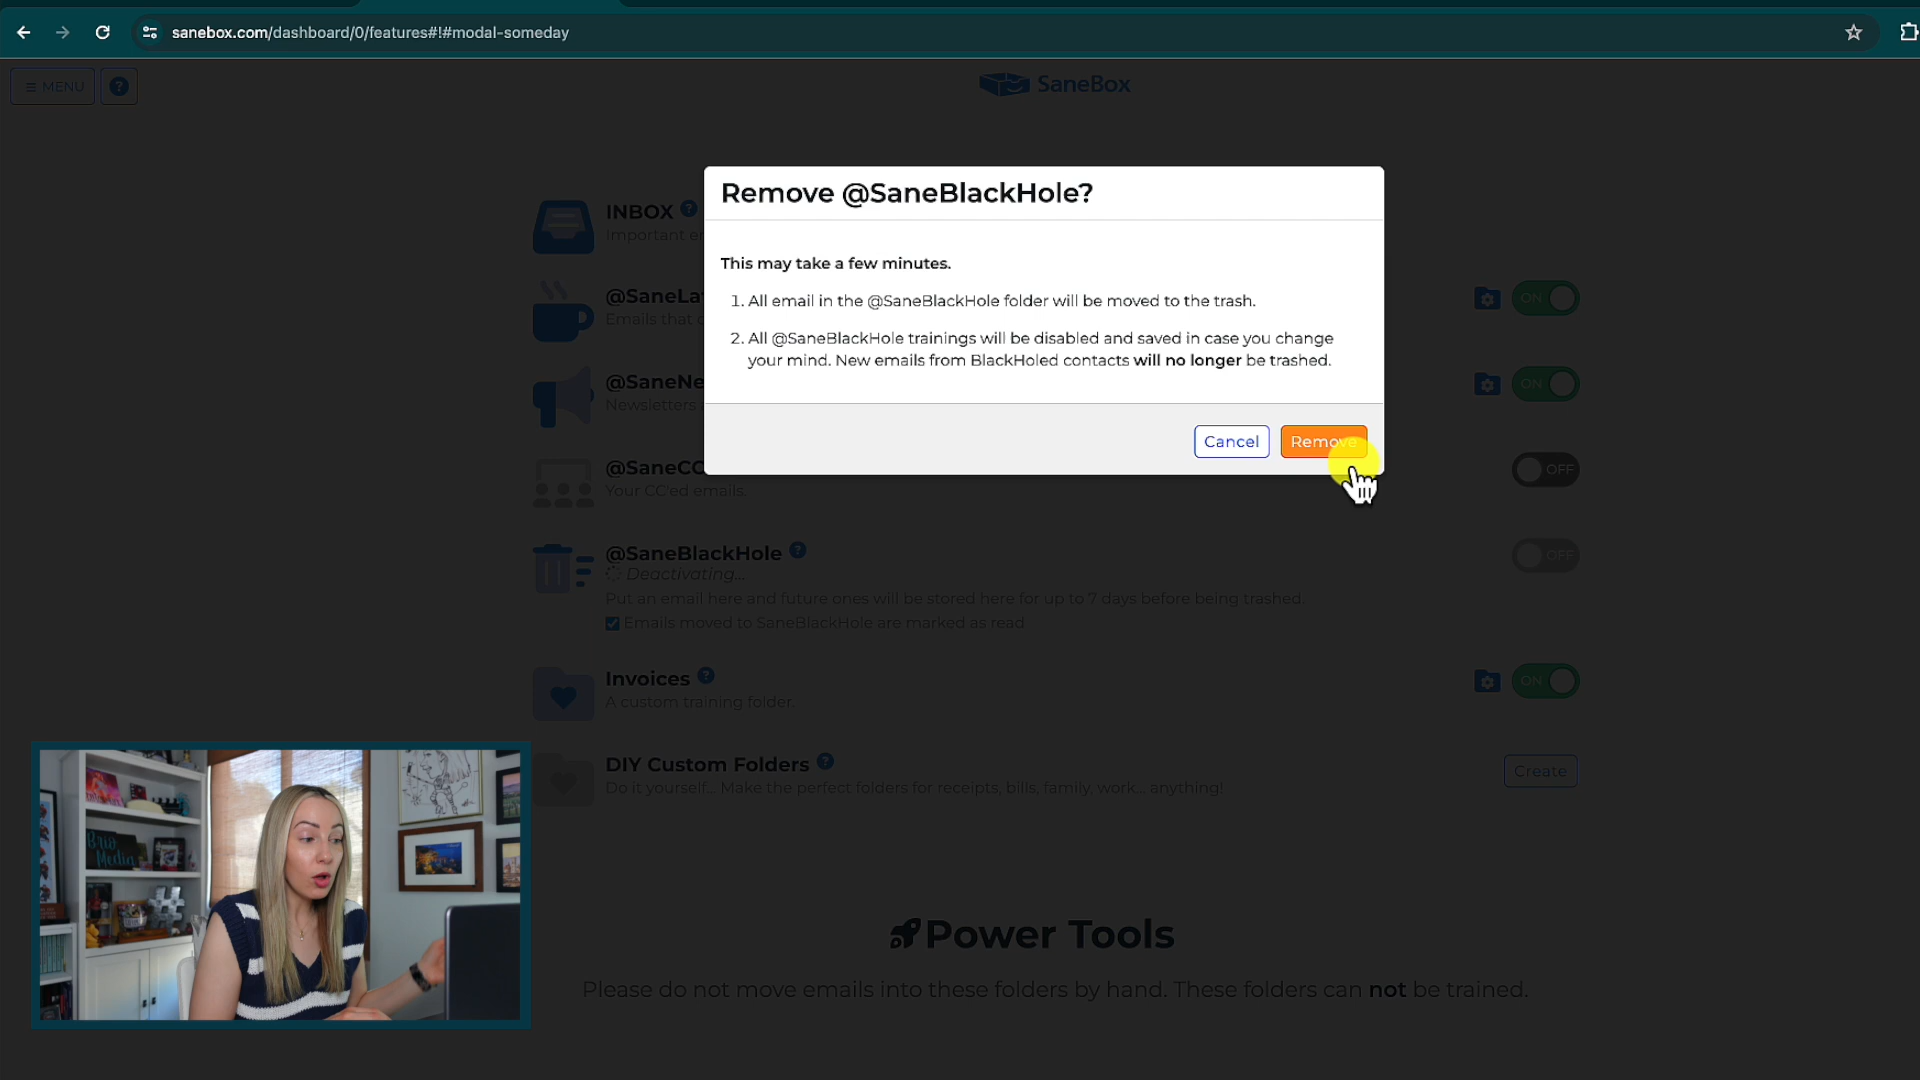 sanebox.com/dashboard/0/features#!#modal-someday
MENU
?
SaneBox
Remove @SaneBlackHole?
This may take a few minutes.
1. All email in the @SaneBlackHole folder will be moved to the trash.
2. All @SaneBlackHole trainings will be disabled and saved in case you change
your mind. New emails from BlackHoled contacts will no longer be trashed.
Cancel
Remove
INBOX ?
Important
@SaneLa
ON
Emails that
@SaneNe
ON
Newsletters
@SaneCC
OFF
Your CC'ed emails.
@SaneBlackHole ?
OFF
Deactivating...
Put an email here and future ones will be stored here for up to 7 days before being trashed.
Emails moved to SaneBlackHole are marked as read
Invoices ?
ON
A custom training folder.
DIY Custom Folders ?
Create
Do it yourself... Make the perfect folders for receipts, bills, family, work... anything!
Brio
Media
Power Tools
Please do not move emails into these folders by hand. These folders can not be trained.